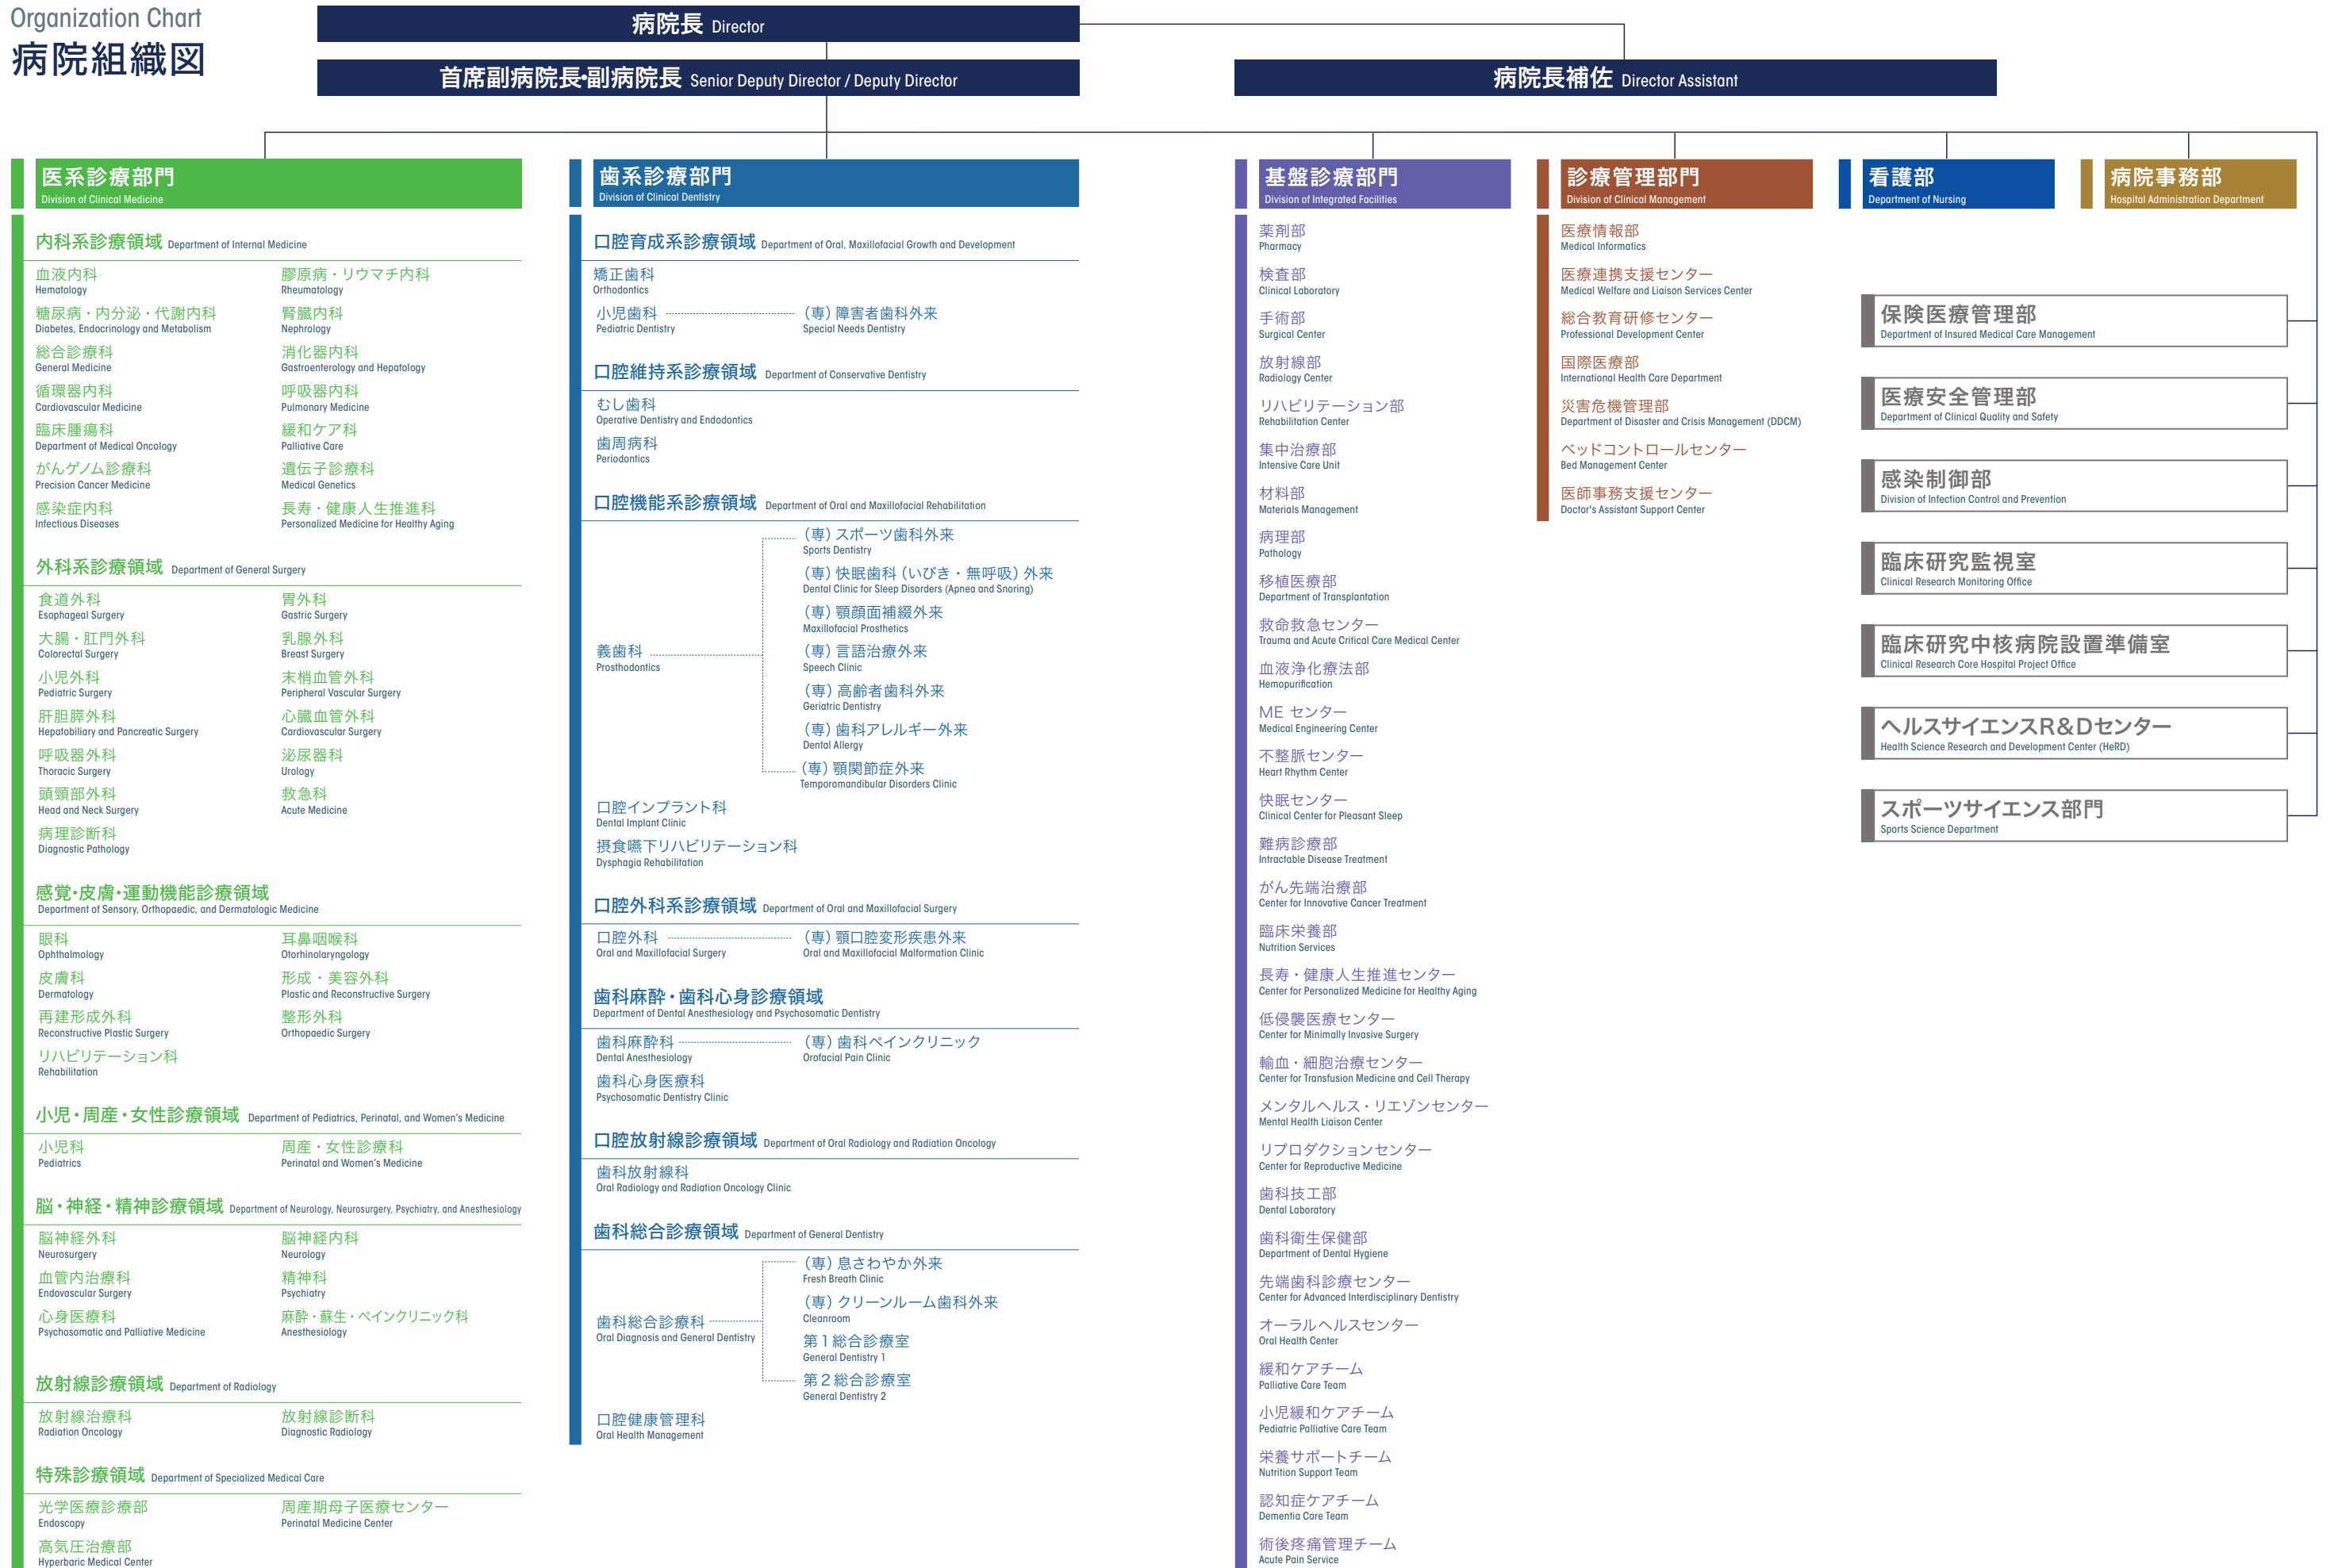 Organization Chart
病院組織図
病院長 Director
首席副病院長・副病院長 Senior Deputy Director / Deputy Director
病院長補佐 Director Assistant
医系診療部門
Division of Clinical Medicine
内科系診療領域 Department of Internal Medicine
血液内科
Hematology
膠原病・リウマチ内科
Rheumatology
糖尿病・内分泌・代謝内科
Diabetes, Endocrinology and Metabolism
腎臓内科
Nephrology
総合診療科
General Medicine
消化器内科
Gastroenterology and Hepatology
循環器内科
Cardiovascular Medicine
呼吸器内科
Pulmonary Medicine
臨床腫瘍科
Department of Medical Oncology
緩和ケア科
Palliative Care
がんゲノム診療科
Precision Cancer Medicine
遺伝子診療科
Medical Genetics
感染症内科
Infectious Diseases
長寿・健康人生推進科
Personalized Medicine for Healthy Aging
外科系診療領域 Department of General Surgery
食道外科
Esophageal Surgery
胃外科
Gastric Surgery
大腸・肛門外科
Colorectal Surgery
乳腺外科
Breast Surgery
小児外科
Pediatric Surgery
末梢血管外科
Peripheral Vascular Surgery
肝胆膵外科
Hepatobiliary and Pancreatic Surgery
心臓血管外科
Cardiovascular Surgery
呼吸器外科
Thoracic Surgery
泌尿器科
Urology
頭頸部外科
Head and Neck Surgery
救急科
Acute Medicine
病理診断科
Diagnostic Pathology
感覚・皮膚・運動機能診療領域
Department of Sensory, Orthopaedic, and Dermatologic Medicine
眼科
Ophthalmology
耳鼻咽喉科
Otorhinolaryngology
皮膚科
Dermatology
形成・美容外科
Plastic and Reconstructive Surgery
再建形成外科
Reconstructive Plastic Surgery
整形外科
Orthopaedic Surgery
リハビリテーション科
Rehabilitation
小児・周産・女性診療領域 Department of Pediatrics, Perinatal, and Women's Medicine
小児科
Pediatrics
周産・女性診療科
Perinatal and Women's Medicine
脳・神経・精神診療領域 Department of Neurology, Neurosurgery, Psychiatry, and Anesthesiology
脳神経外科
Neurosurgery
脳神経内科
Neurology
血管内治療科
Endovascular Surgery
精神科
Psychiatry
心身医療科
Psychosomatic and Palliative Medicine
麻酔・蘇生・ペインクリニック科
Anesthesiology
放射線診療領域 Department of Radiology
放射線治療科
Radiation Oncology
放射線診断科
Diagnostic Radiology
特殊診療領域 Department of Specialized Medical Care
光学医療診療部
Endoscopy
周産期母子医療センター
Perinatal Medicine Center
高気圧治療部
Hyperbaric Medical Center
歯系診療部門
Division of Clinical Dentistry
口腔育成系診療領域 Department of Oral, Maxillofacial Growth and Development
矯正歯科
Orthodontics
小児歯科
Pediatric Dentistry
（専）障害者歯科外来
Special Needs Dentistry
口腔維持系診療領域 Department of Conservative Dentistry
むし歯科
Operative Dentistry and Endodontics
歯周病科
Periodontics
口腔機能系診療領域 Department of Oral and Maxillofacial Rehabilitation
義歯科
Prosthodontics
（専）スポーツ歯科外来
Sports Dentistry
（専）快眠歯科（いびき・無呼吸）外来
Dental Clinic for Sleep Disorders (Apnea and Snoring)
（専）顎顔面補綴外来
Maxillofacial Prosthetics
（専）言語治療外来
Speech Clinic
（専）高齢者歯科外来
Geriatric Dentistry
（専）歯科アレルギー外来
Dental Allergy
（専）顎関節症外来
Temporomandibular Disorders Clinic
口腔インプラント科
Dental Implant Clinic
摂食嚥下リハビリテーション科
Dysphagia Rehabilitation
口腔外科系診療領域 Department of Oral and Maxillofacial Surgery
口腔外科
Oral and Maxillofacial Surgery
（専）顎口腔変形疾患外来
Oral and Maxillofacial Malformation Clinic
歯科麻酔・歯科心身診療領域
Department of Dental Anesthesiology and Psychosomatic Dentistry
歯科麻酔科
Dental Anesthesiology
（専）歯科ペインクリニック
Orofacial Pain Clinic
歯科心身医療科
Psychosomatic Dentistry Clinic
口腔放射線診療領域 Department of Oral Radiology and Radiation Oncology
歯科放射線科
Oral Radiology and Radiation Oncology Clinic
歯科総合診療領域 Department of General Dentistry
歯科総合診療科
Oral Diagnosis and General Dentistry
（専）息さわやか外来
Fresh Breath Clinic
（専）クリーンルーム歯科外来
Cleanroom
第1総合診療室
General Dentistry 1
第2総合診療室
General Dentistry 2
口腔健康管理科
Oral Health Management
基盤診療部門
Division of Integrated Facilities
薬剤部
Pharmacy
検査部
Clinical Laboratory
手術部
Surgical Center
放射線部
Radiology Center
リハビリテーション部
Rehabilitation Center
集中治療部
Intensive Care Unit
材料部
Materials Management
病理部
Pathology
移植医療部
Department of Transplantation
救命救急センター
Trauma and Acute Critical Care Medical Center
血液浄化療法部
Hemopurification
ME センター
Medical Engineering Center
不整脈センター
Heart Rhythm Center
快眠センター
Clinical Center for Pleasant Sleep
難病診療部
Intractable Disease Treatment
がん先端治療部
Center for Innovative Cancer Treatment
臨床栄養部
Nutrition Services
長寿・健康人生推進センター
Center for Personalized Medicine for Healthy Aging
低侵襲医療センター
Center for Minimally Invasive Surgery
輸血・細胞治療センター
Center for Transfusion Medicine and Cell Therapy
メンタルヘルス・リエゾンセンター
Mental Health Liaison Center
リプロダクションセンター
Center for Reproductive Medicine
歯科技工部
Dental Laboratory
歯科衛生保健部
Department of Dental Hygiene
先端歯科診療センター
Center for Advanced Interdisciplinary Dentistry
オーラルヘルスセンター
Oral Health Center
緩和ケアチーム
Palliative Care Team
小児緩和ケアチーム
Pediatric Palliative Care Team
栄養サポートチーム
Nutrition Support Team
認知症ケアチーム
Dementia Care Team
術後疼痛管理チーム
Acute Pain Service
診療管理部門
Division of Clinical Management
医療情報部
Medical Informatics
医療連携支援センター
Medical Welfare and Liaison Services Center
総合教育研修センター
Professional Development Center
国際医療部
International Health Care Department
災害危機管理部
Department of Disaster and Crisis Management (DDCM)
ベッドコントロールセンター
Bed Management Center
医師事務支援センター
Doctor's Assistant Support Center
看護部
Department of Nursing
病院事務部
Hospital Administration Department
保険医療管理部
Department of Insured Medical Care Management
医療安全管理部
Department of Clinical Quality and Safety
感染制御部
Division of Infection Control and Prevention
臨床研究監視室
Clinical Research Monitoring Office
臨床研究中核病院設置準備室
Clinical Research Core Hospital Project Office
ヘルスサイエンスR&Dセンター
Health Science Research and Development Center (HeRD)
スポーツサイエンス部門
Sports Science Department